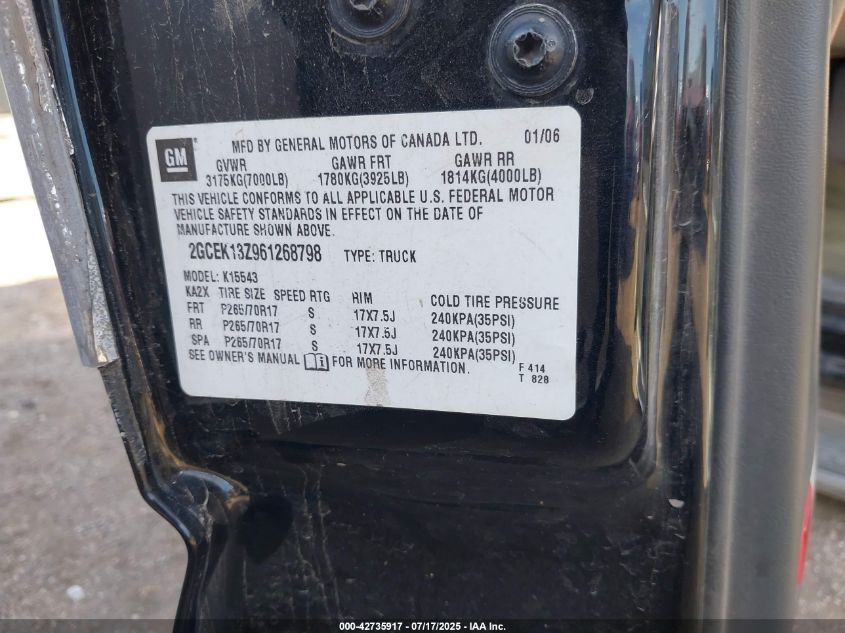 GM
MFD BY GENERAL MOTORS OF CANADA LTD. 01/06
GVWR GAWR FRT GAWR RR
3175KG(7000LB) 1780KG(3925LB) 1814KG(4000LB)
THIS VEHICLE CONFORMS TO ALL APPLICABLE U.S. FEDERAL MOTOR
VEHICLE SAFETY STANDARDS IN EFFECT ON THE DATE OF
MANUFACTURE SHOWN ABOVE.
2GCEK13Z961268798 TYPE: TRUCK
MODEL: K15543
KA2X TIRE SIZE SPEED RTG RIM COLD TIRE PRESSURE
FRT P265/70R17 S 17X7.5J 240KPA(35PSI)
RR P265/70R17 S 17X7.5J 240KPA(35PSI)
SPA P265/70R17 S 17X7.5J 240KPA(35PSI)
SEE OWNER'S MANUAL FOR MORE INFORMATION.
F 414
T 828
000-42735917 / 07/17/2025 - IAA Inc.